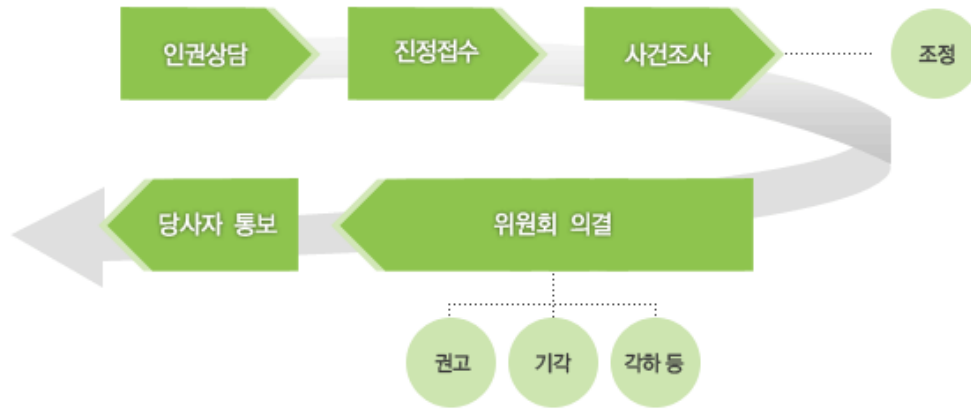 인권상담
진정접수
사건조사
조정
위원회 의결
당사자 통보
권고
기각
각하 등